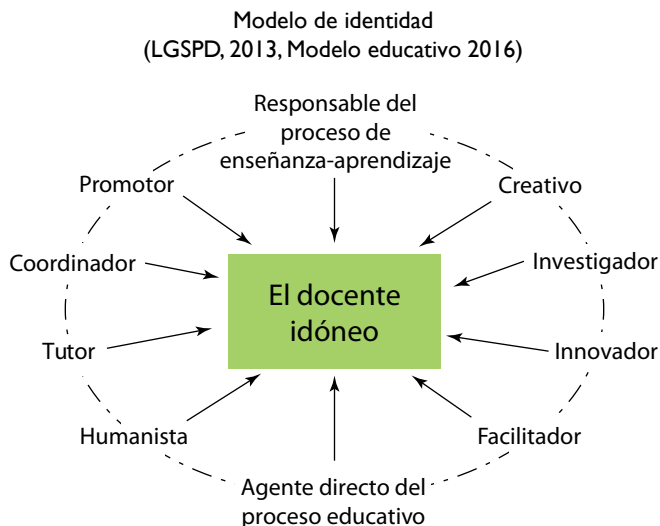 Modelo de identidad
(LGSPD, 2013, Modelo educativo 2016)
Responsable del
proceso de
enseñanza-aprendizaje
Promotor
Creativo
Coordinador
Investigador
El docente
idóneo
Tutor
Innovador
Humanista
Facilitador
Agente directo del
proceso educativo